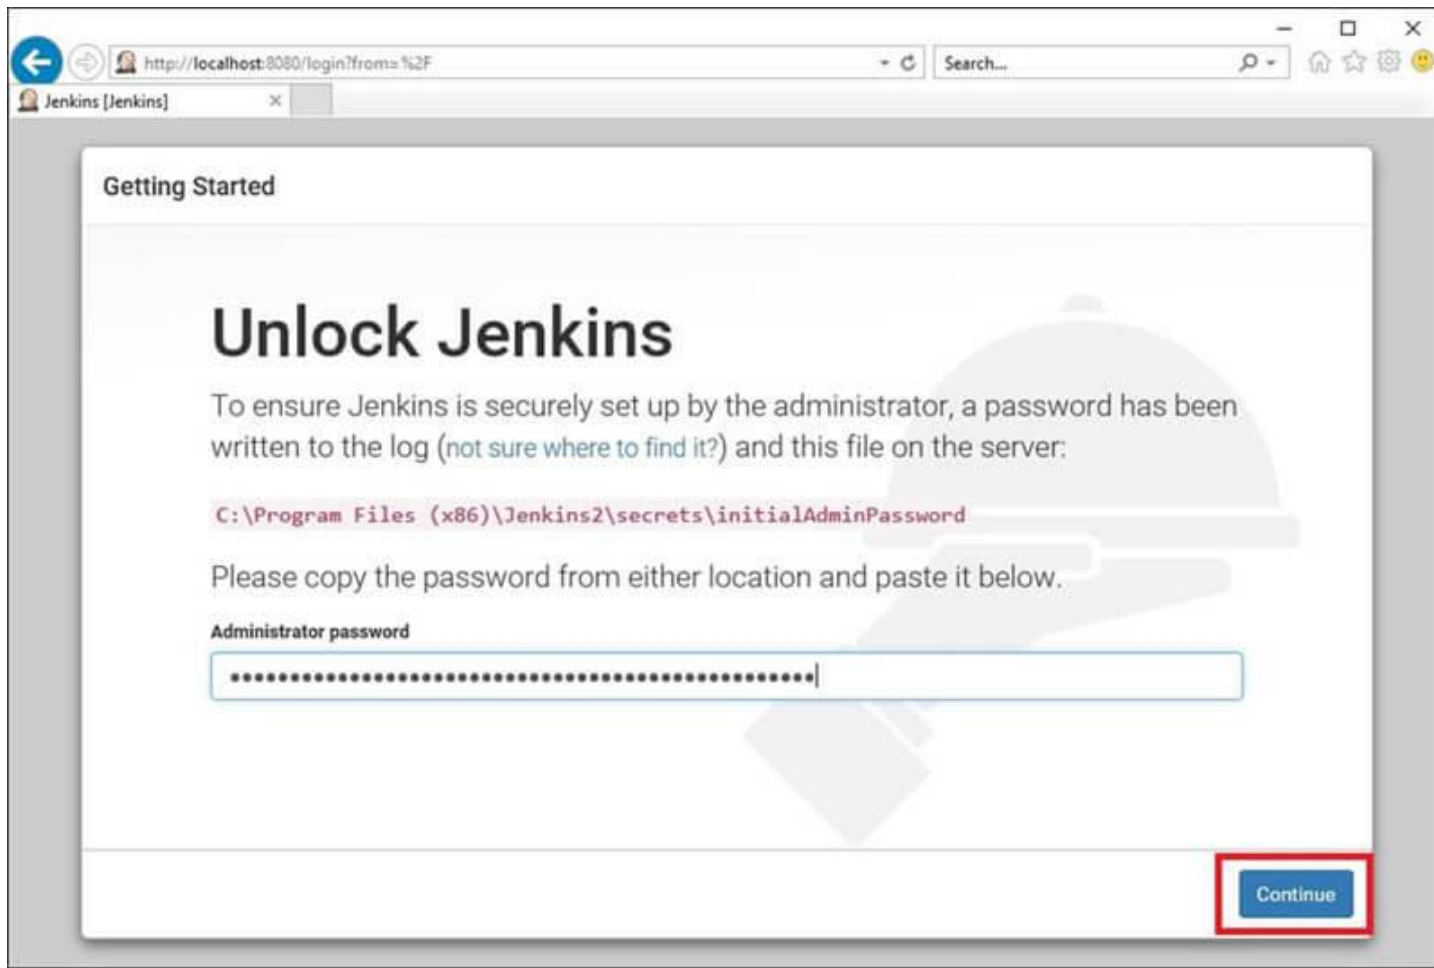 http://localhost:8080/login?from=%2F
Search...
Jenkins [Jenkins]
Getting Started
Unlock Jenkins
To ensure Jenkins is securely set up by the administrator, a password has been
written to the log (not sure where to find it?) and this file on the server:
C:\Program Files (x86)\Jenkins2\secrets\initialAdminPassword
Please copy the password from either location and paste it below.
Administrator password
Continue